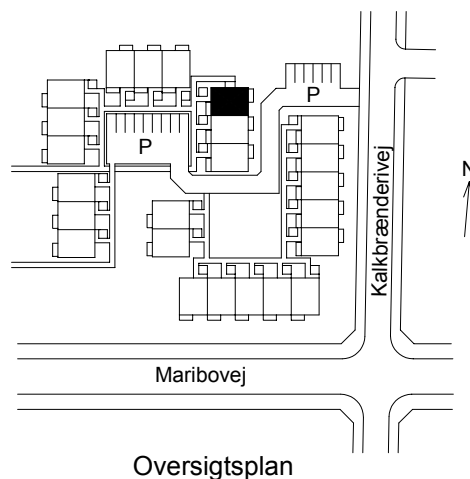 P
P
N
Kalkbrænderivej
Maribovej
Oversigtsplan